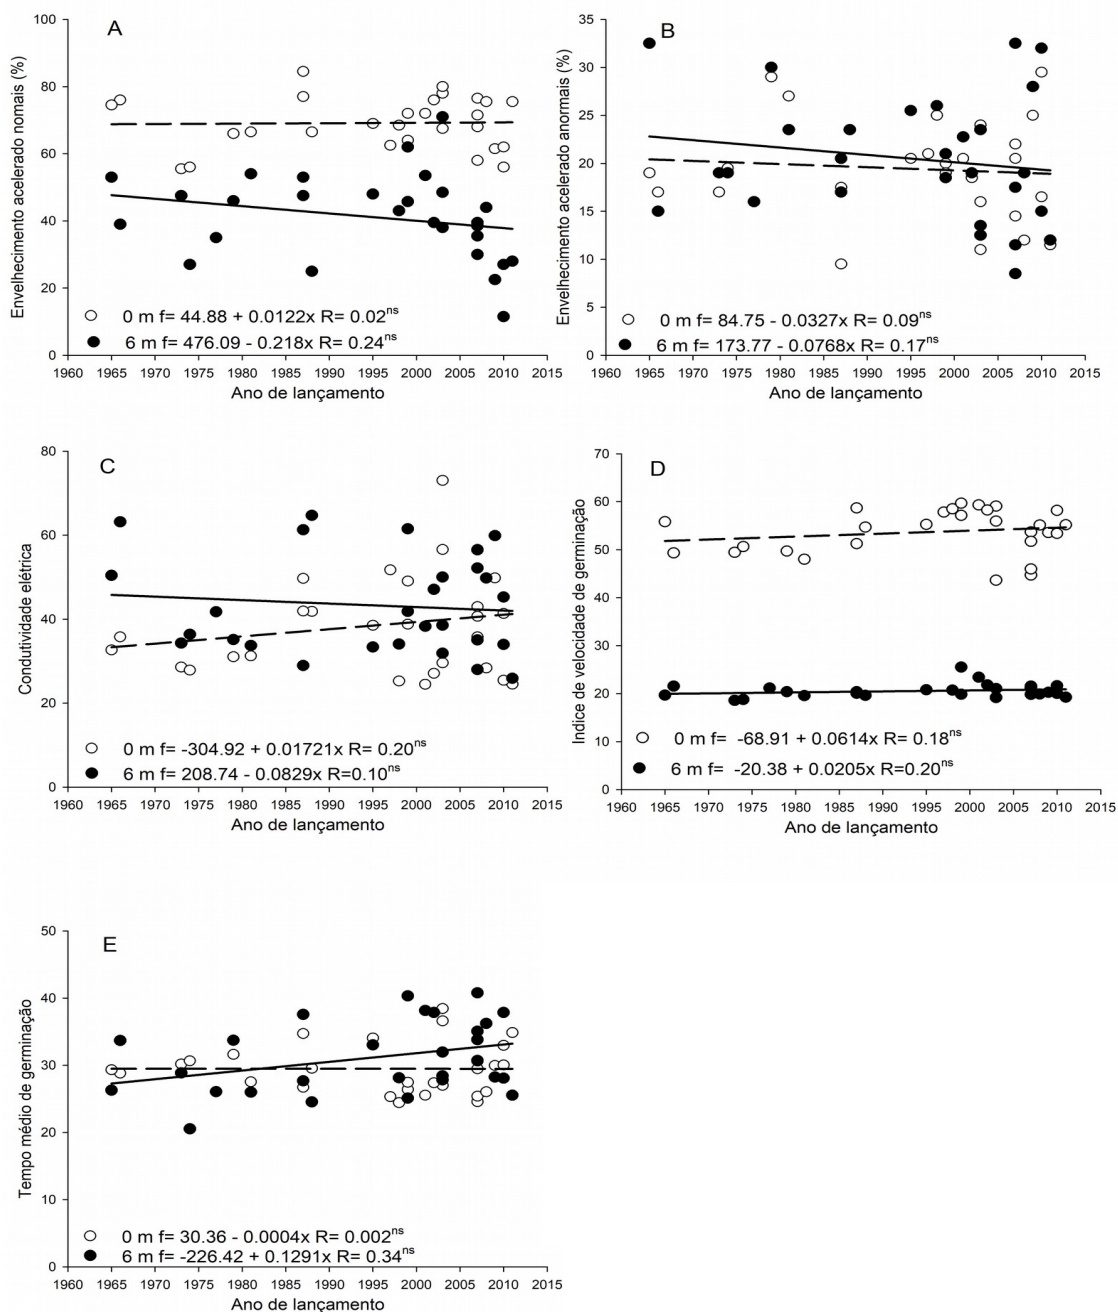 A
Envelhecimento acelerado nomais (%)
100
80
60
40
20
0
0 m f= 44.88 + 0.0122x R= 0.02ns
6 m f= 476.09 - 0.218x R= 0.24ns
1960 1965 1970 1975 1980 1985 1990 1995 2000 2005 2010 2015
Ano de lançamento
B
Envelhecimento acelerado anormais (%)
35
30
25
20
15
10
5
0
0 m f= 84.75 - 0.0327x R= 0.09ns
6 m f= 173.77 - 0.0768x R= 0.17ns
1960 1965 1970 1975 1980 1985 1990 1995 2000 2005 2010 2015
Ano de lançamento
C
Condutividade elétrica
80
60
40
20
0
0 m f= -304.92 + 0.01721x R= 0.20ns
6 m f= 208.74 - 0.0829x R=0.10ns
1960 1965 1970 1975 1980 1985 1990 1995 2000 2005 2010 2015
Ano de lançamento
D
Indice de velocidade de germinação
70
60
50
40
30
20
10
0
0 m f= -68.91 + 0.0614x R= 0.18ns
6 m f= -20.38 + 0.0205x R=0.20ns
1960 1965 1970 1975 1980 1985 1990 1995 2000 2005 2010 2015
Ano de lançamento
E
Tempo médio de germinação
50
40
30
20
10
0
0 m f= 30.36 - 0.0004x R= 0.002ns
6 m f= -226.42 + 0.1291x R= 0.34ns
1960 1965 1970 1975 1980 1985 1990 1995 2000 2005 2010 2015
Ano de lançamento